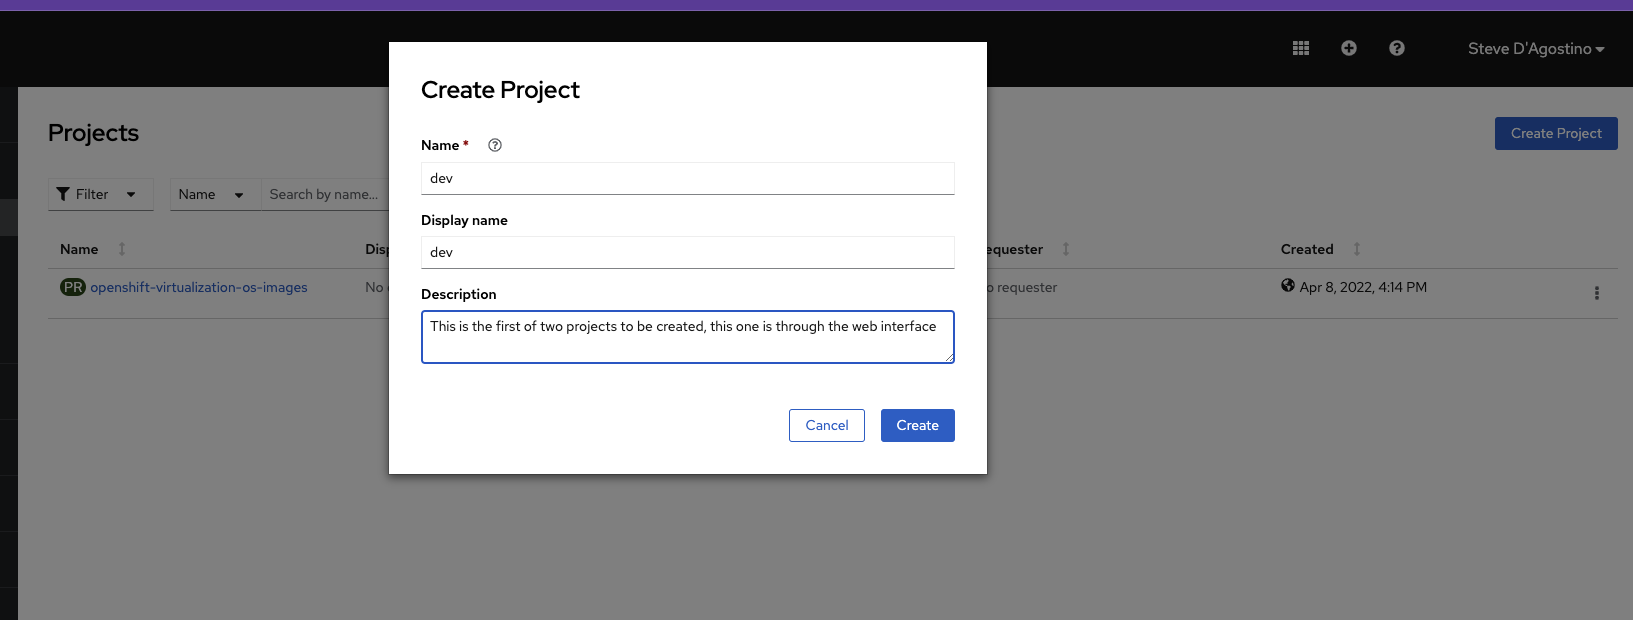 Steve D'Agostino
Create Project
Projects
Create Project
Name *
dev
Filter
Name
Search by name...
Display name
Name
dev
equester
Created
PR openshift-virtualization-os-images
No
o requester
Apr 8, 2022, 4:14 PM
Description
This is the first of two projects to be created, this one is through the web interface
Cancel
Create